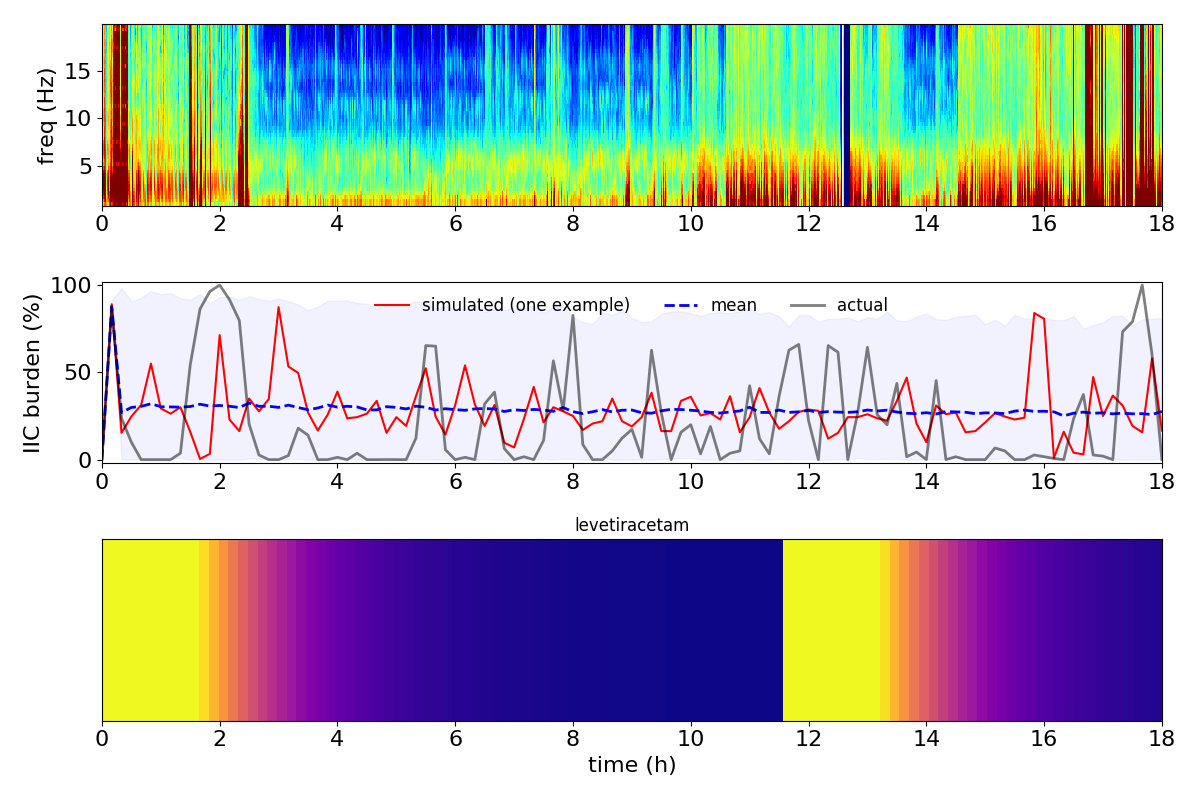 freq (Hz)
15
10
5
0 2 4 6 8 10 12 14 16 18
IIC burden (%)
100
50
0
simulated (one example) mean actual
0 2 4 6 8 10 12 14 16 18
levetiracetam
0 2 4 6 8 10 12 14 16 18
time (h)